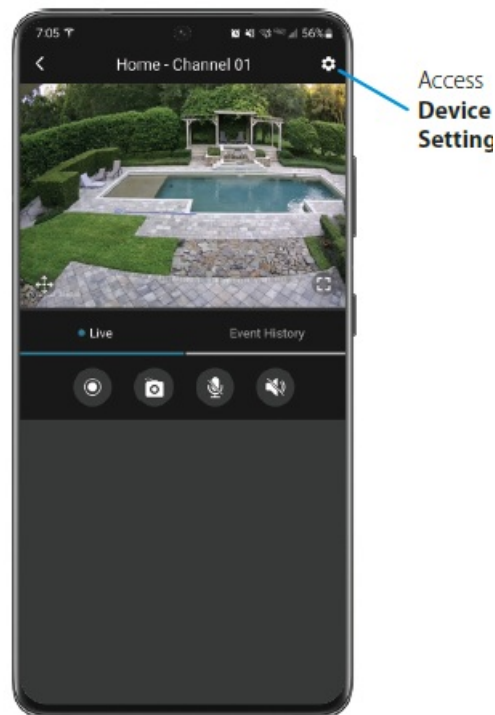 7:05
56%
Home - Channel 01
Access
Device
Setting
Live
Event History